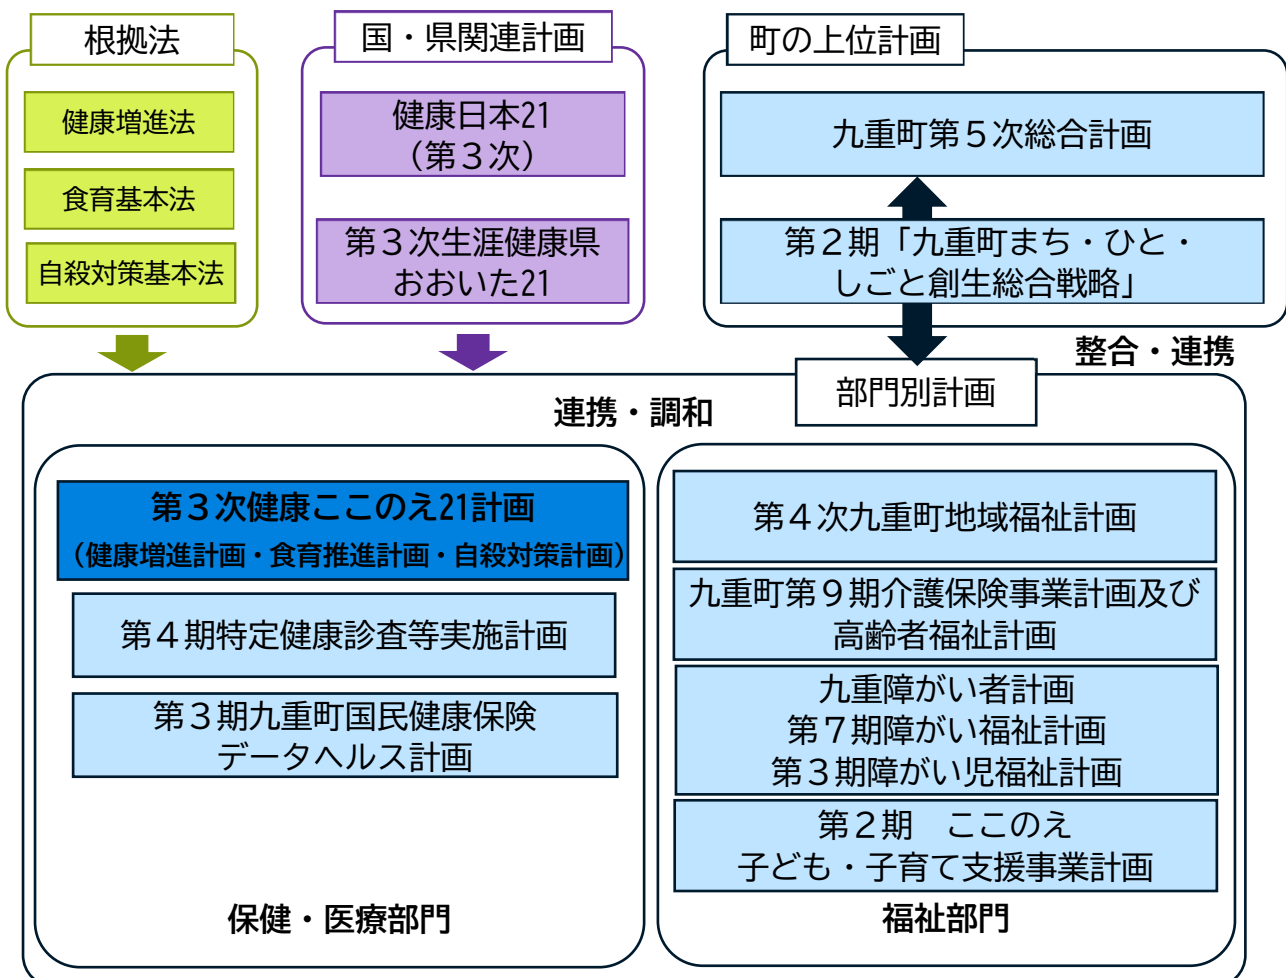 根拠法
健康増進法
食育基本法
自殺対策基本法
国・県関連計画
健康日本21
（第３次）
第３次生涯健康県
おおいた21
町の上位計画
九重町第５次総合計画
第２期「九重町まち・ひと・
しごと創生総合戦略」
整合・連携
部門別計画
連携・調和
第３次健康ここのえ21計画
（健康増進計画・食育推進計画・自殺対策計画）
第４期特定健康診査等実施計画
第３期九重町国民健康保険
データヘルス計画
保健・医療部門
第４次九重町地域福祉計画
九重町第９期介護保険事業計画及び
高齢者福祉計画
九重障がい者計画
第７期障がい福祉計画
第３期障がい児福祉計画
第２期　ここのえ
子ども・子育て支援事業計画
福祉部門